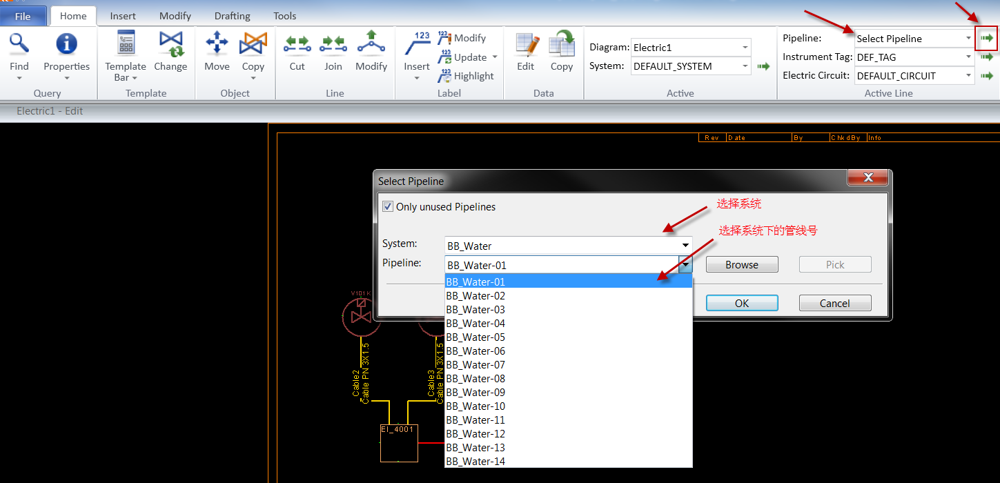 File Home Insert Modify Drafting Tools
Find Properties
Query
Template Bar Change
Template
Move Copy
Object
Cut Join Modify
Line
Insert
123
123 Modify
123 Update
123 Highlight
Label
Edit Copy
Data
Diagram: Electric1
System: DEFAULT_SYSTEM
Active
Pipeline: Select Pipeline
Instrument Tag: DEF_TAG
Electric Circuit: DEFAULT_CIRCUIT
Active Line
Electric1 - Edit
Rev Date By ChkdBy Info
Select Pipeline
Only unused Pipelines
选择系统
选择系统下的管线号
System: BB_Water
Pipeline: BB_Water-01
Browse Pick
OK Cancel
BB_Water-01
BB_Water-02
BB_Water-03
BB_Water-04
BB_Water-05
BB_Water-06
BB_Water-07
BB_Water-08
BB_Water-09
BB_Water-10
BB_Water-11
BB_Water-12
BB_Water-13
BB_Water-14
V101K
Cable2
Cable PN 3X1.5
Cable3
Cable PN 3X1.5
EI_4001